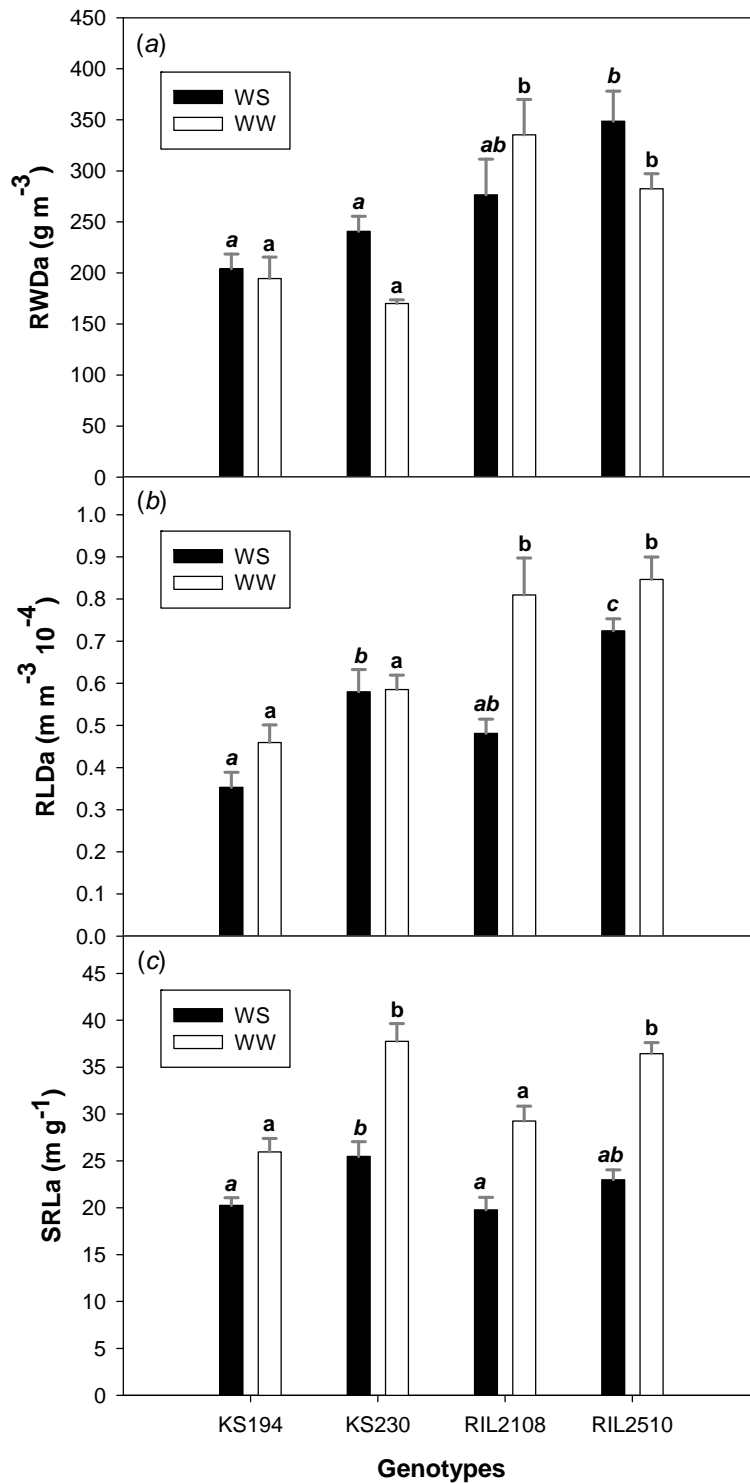 (a)
WS
WW
450
400
350
300
250
200
150
100
50
0
RWDa (g m⁻³)
a a
a a
ab b
b b
(b)
WS
WW
1.0
0.9
0.8
0.7
0.6
0.5
0.4
0.3
0.2
0.1
0.0
RLDa (m m⁻³ 10⁻⁴)
a a
b a
ab b
c b
(c)
WS
WW
45
40
35
30
25
20
15
10
5
0
SRLa (m g⁻¹)
a a
b b
a a
ab b
KS194 KS230 RIL2108 RIL2510
Genotypes